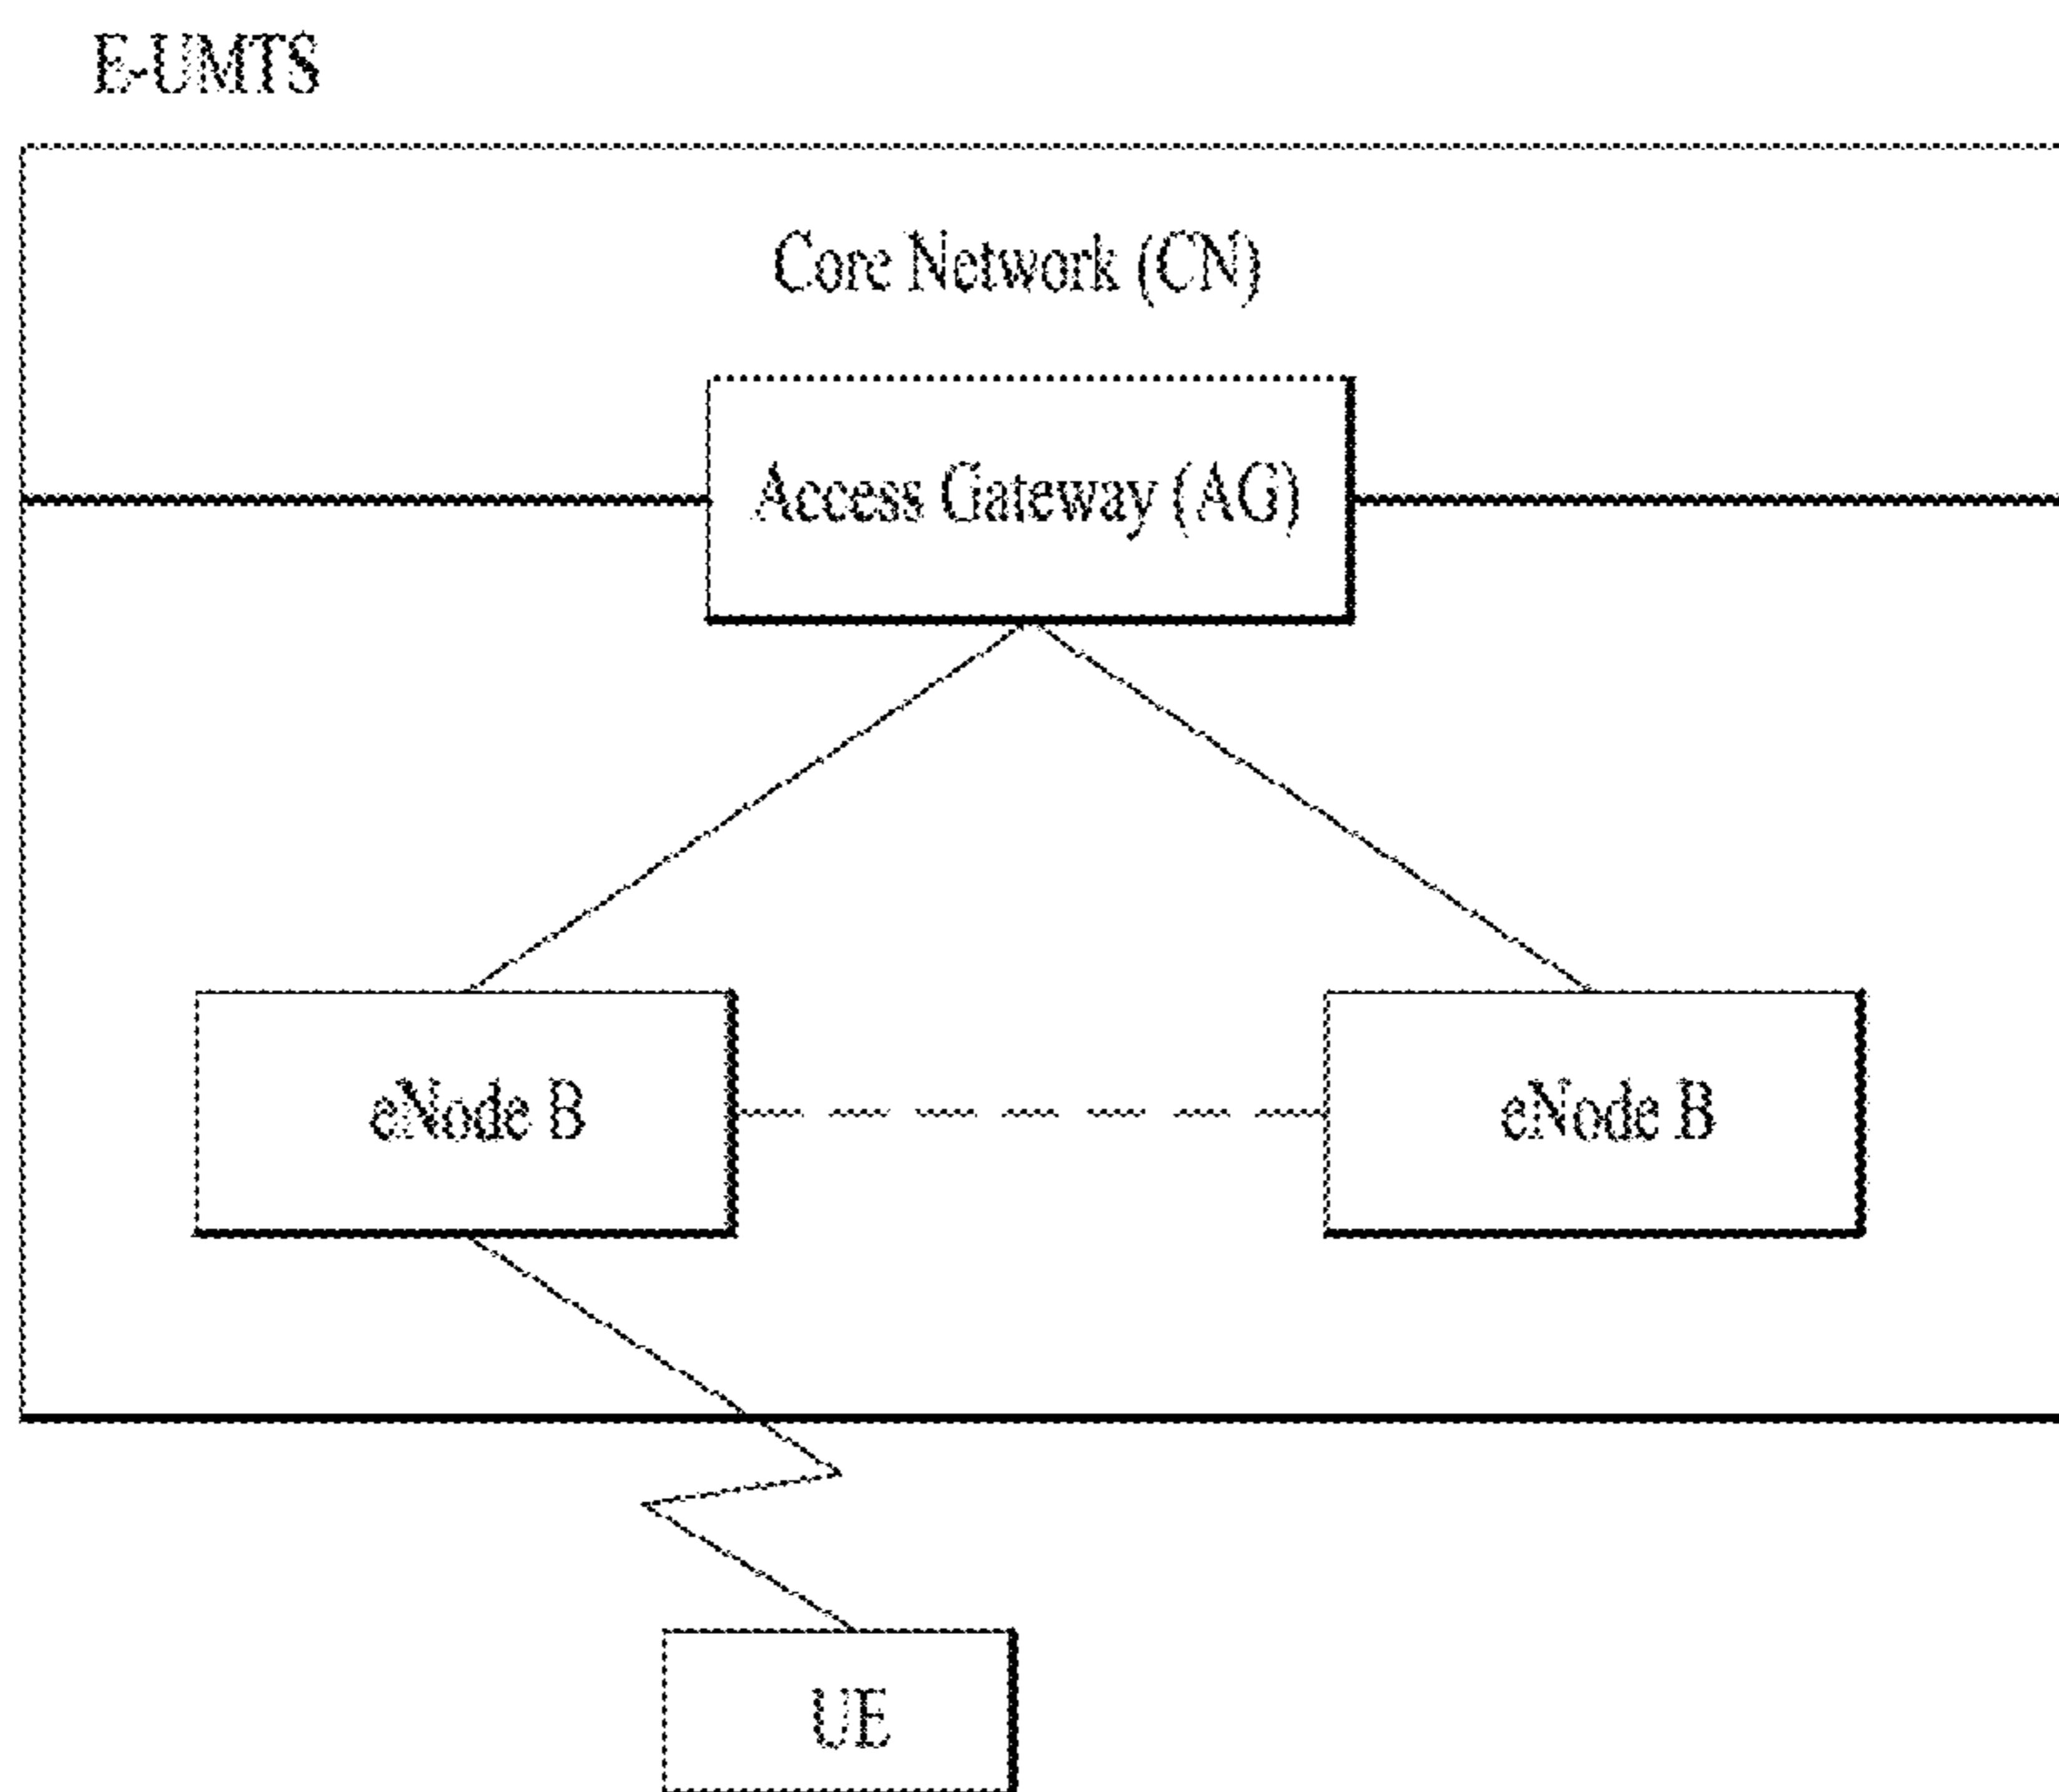 E-UMTS
Core Network (CN)
Access Gateway (AG)
eNode B
eNode B
UE